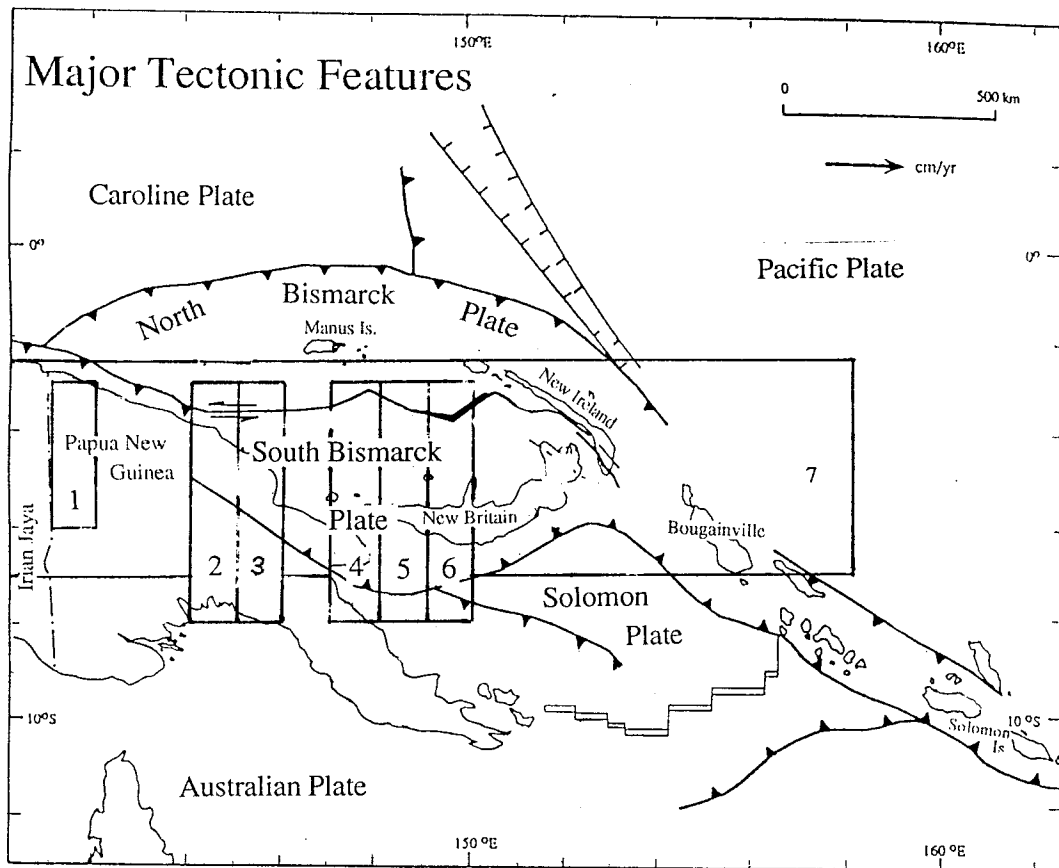 150°E
160°E
Major Tectonic Features
0
500 km
cm/yr
Caroline Plate
0°
0°
Pacific Plate
North Bismarck Plate
Manus Is.
New Ireland
Papua New
Guinea
South Bismarck
Plate
New Britain
1
2
3
4
5
6
7
Bougainville
Irian Jaya
Solomon
Plate
10°S
10°S
Solomon
Is
Australian Plate
150°E
160°E